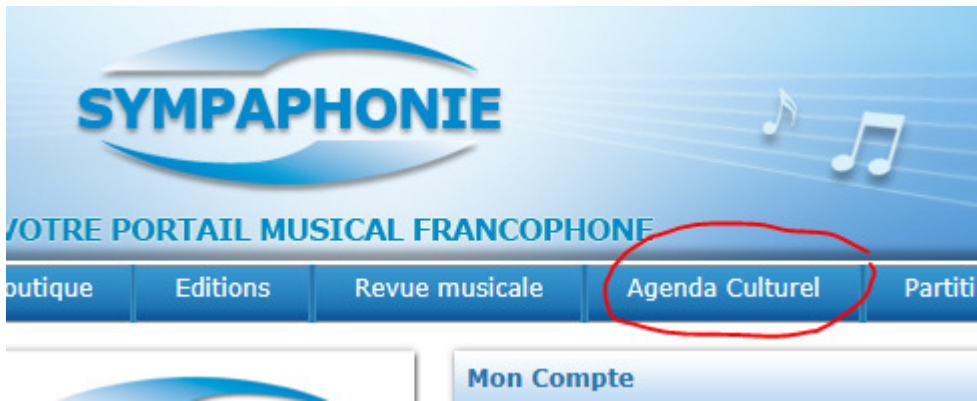 SYMPAPHONIE
VOTRE PORTAIL MUSICAL FRANCOPHONE
outique Editions Revue musicale Agenda Culturel Partiti
Mon Compte